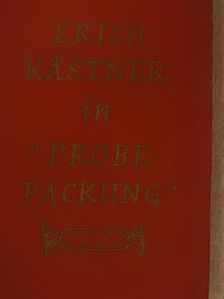 ERICH
KÄSTNER
in
"PROBE-
PACKUNG"